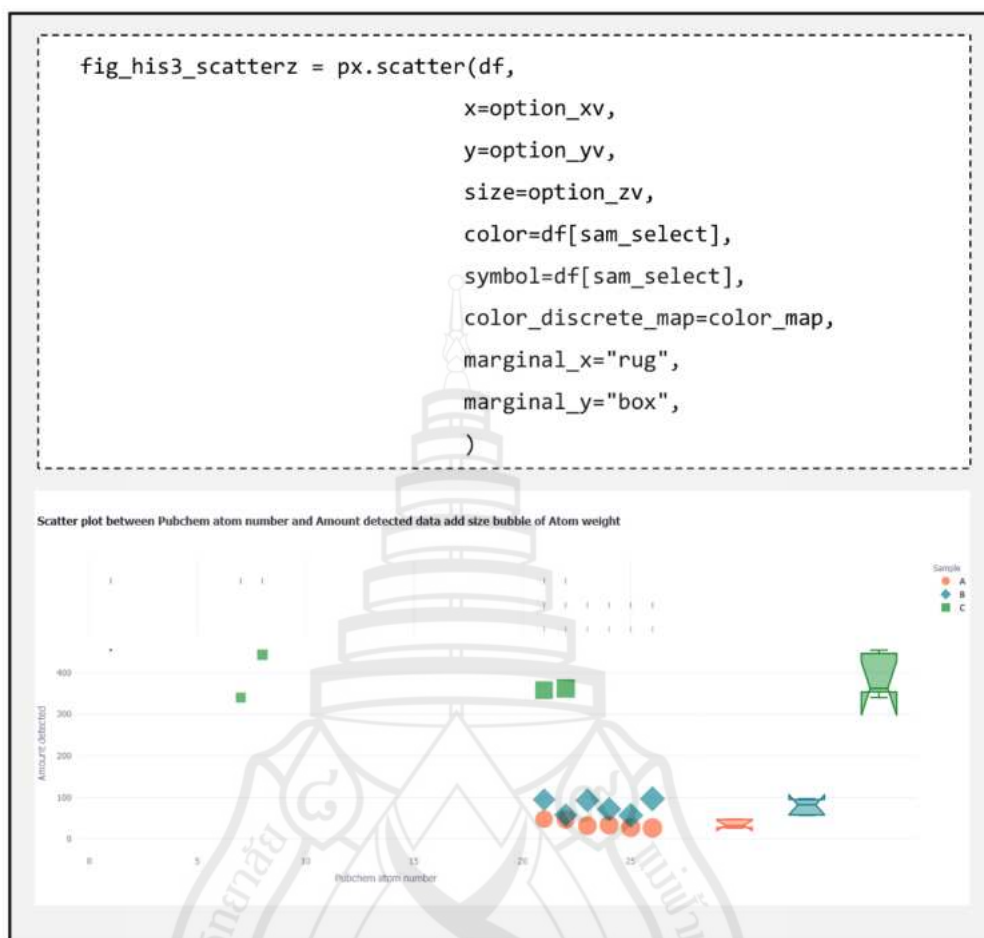 fig_his3_scatterz = px.scatter(df,
x=option_xv,
y=option_yv,
size=option_zv,
color=df[sam_select],
symbol=df[sam_select],
color_discrete_map=color_map,
marginal_x="rug",
marginal_y="box",
)
Scatter plot between Pubchem atom number and Amount detected data add size bubble of Atom weight
Sample
A
B
C
400
300
200
100
0
Amount detected
0 5 10 15 20 25
Pubchem atom number